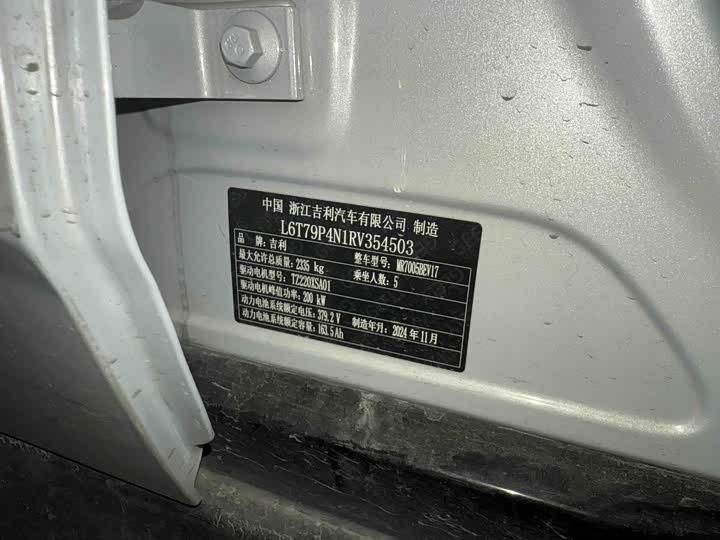 中国 浙江吉利汽车有限公司 制造
L6T79P4N1RV354503
品牌：吉利 整车型号：MR7005BEV17
最大允许总质量：2335 kg 乘坐人数：5
驱动电机型号：TZ220XSA01
驱动电机峰值功率：200 kW
动力电池系统额定电压：379.2 V 制造年月：2024 年 11月
动力电池系统额定容量：163.5Ah